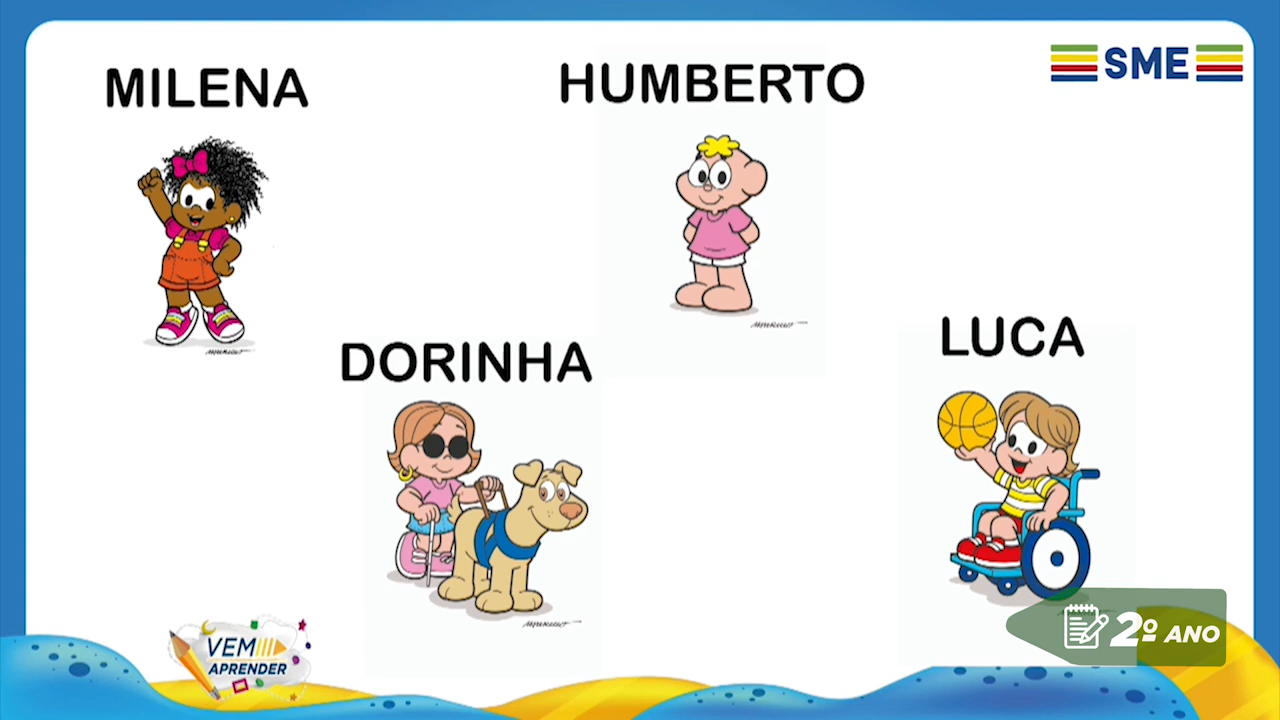 MILENA
HUMBERTO
SME
DORINHA
LUCA
VEM
APRENDER
2º ANO